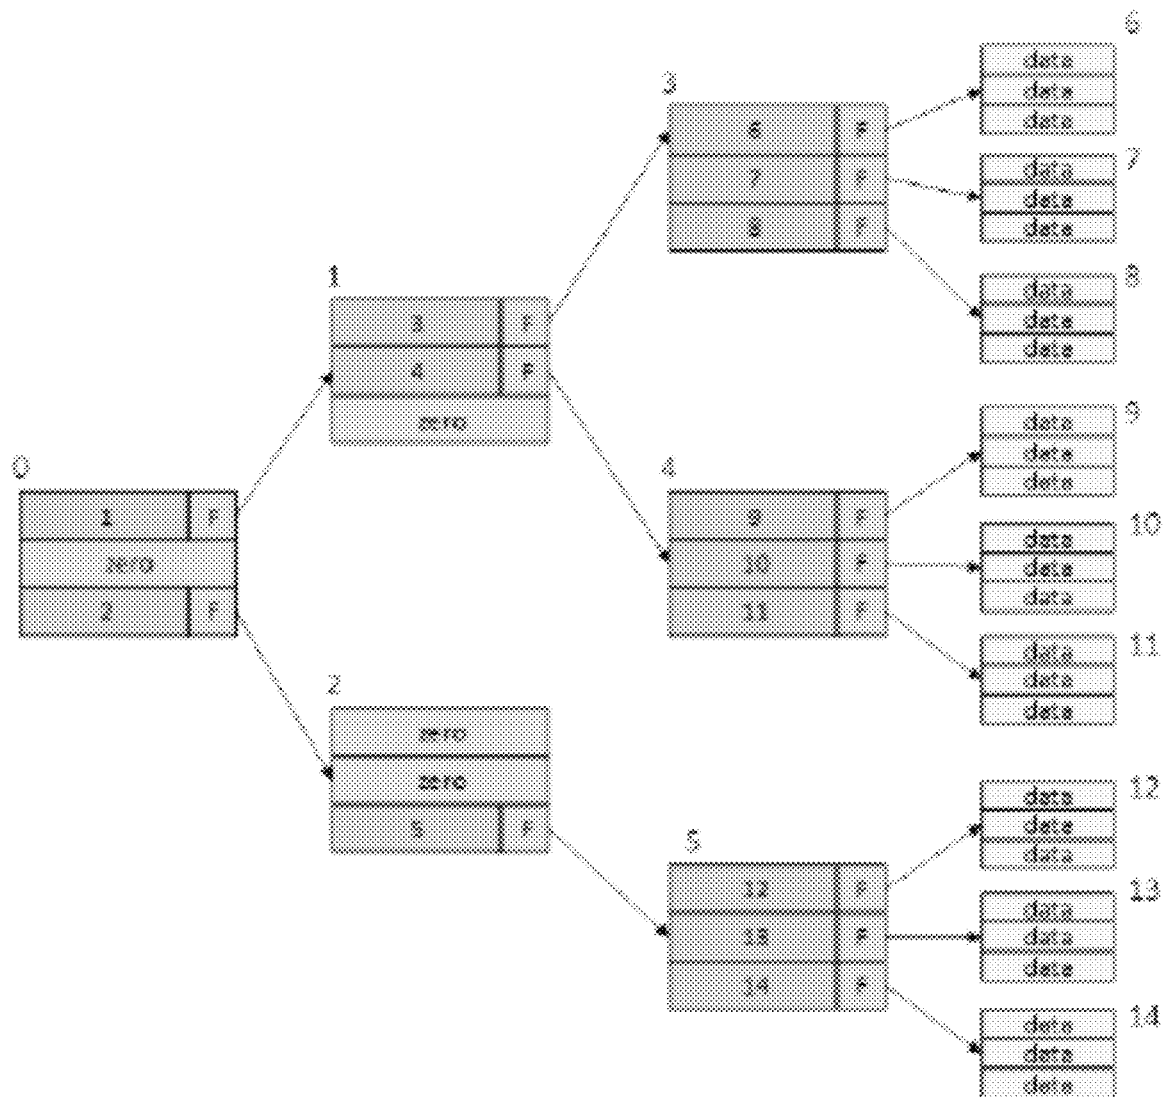 0
1 F
zero
2 F
1
3 F
4 F
zero
2
zero
zero
5 F
3
6 F
7 F
8 F
4
9 F
10 F
11 F
5
12 F
13 F
14 F
6
data
data
data
7
data
data
data
8
data
data
data
9
data
data
data
10
data
data
data
11
data
data
data
12
data
data
data
13
data
data
data
14
data
data
data